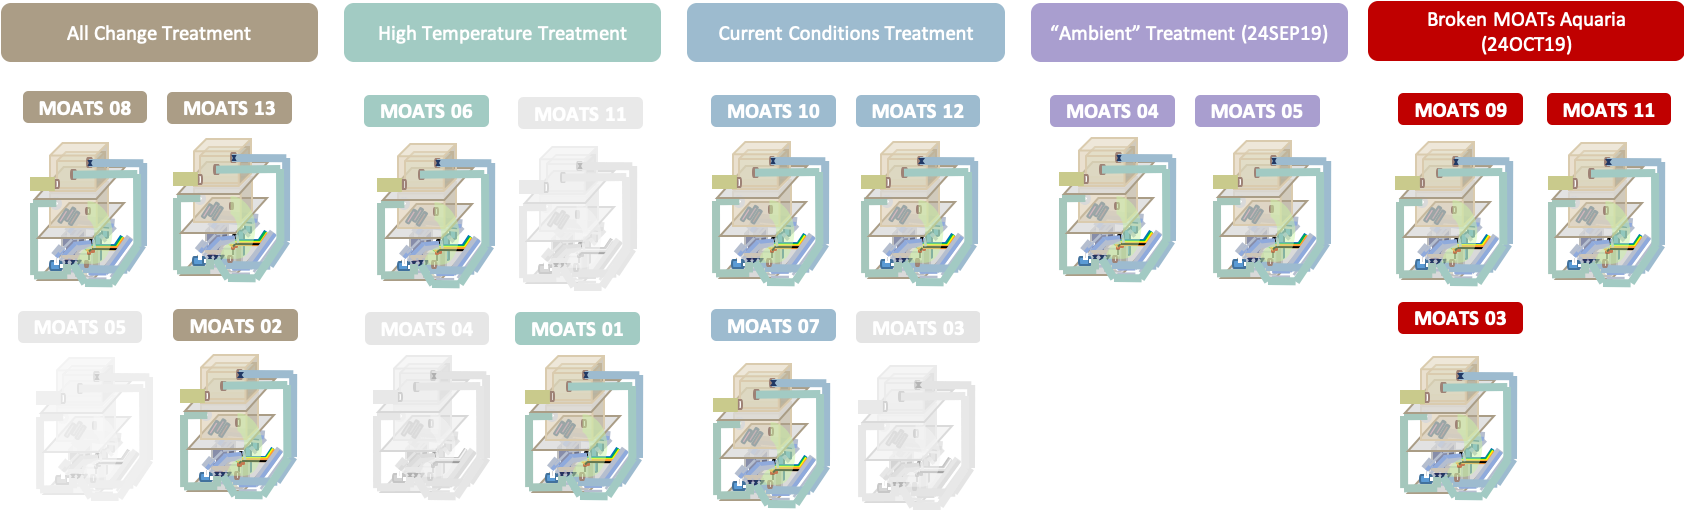 All Change Treatment
High Temperature Treatment
Current Conditions Treatment
“Ambient” Treatment (24SEP19)
Broken MOATs Aquaria
(24OCT19)
MOATS 08
MOATS 13
MOATS 06
MOATS 11
MOATS 10
MOATS 12
MOATS 04
MOATS 05
MOATS 09
MOATS 11
MOATS 05
MOATS 02
MOATS 04
MOATS 01
MOATS 07
MOATS 03
MOATS 03